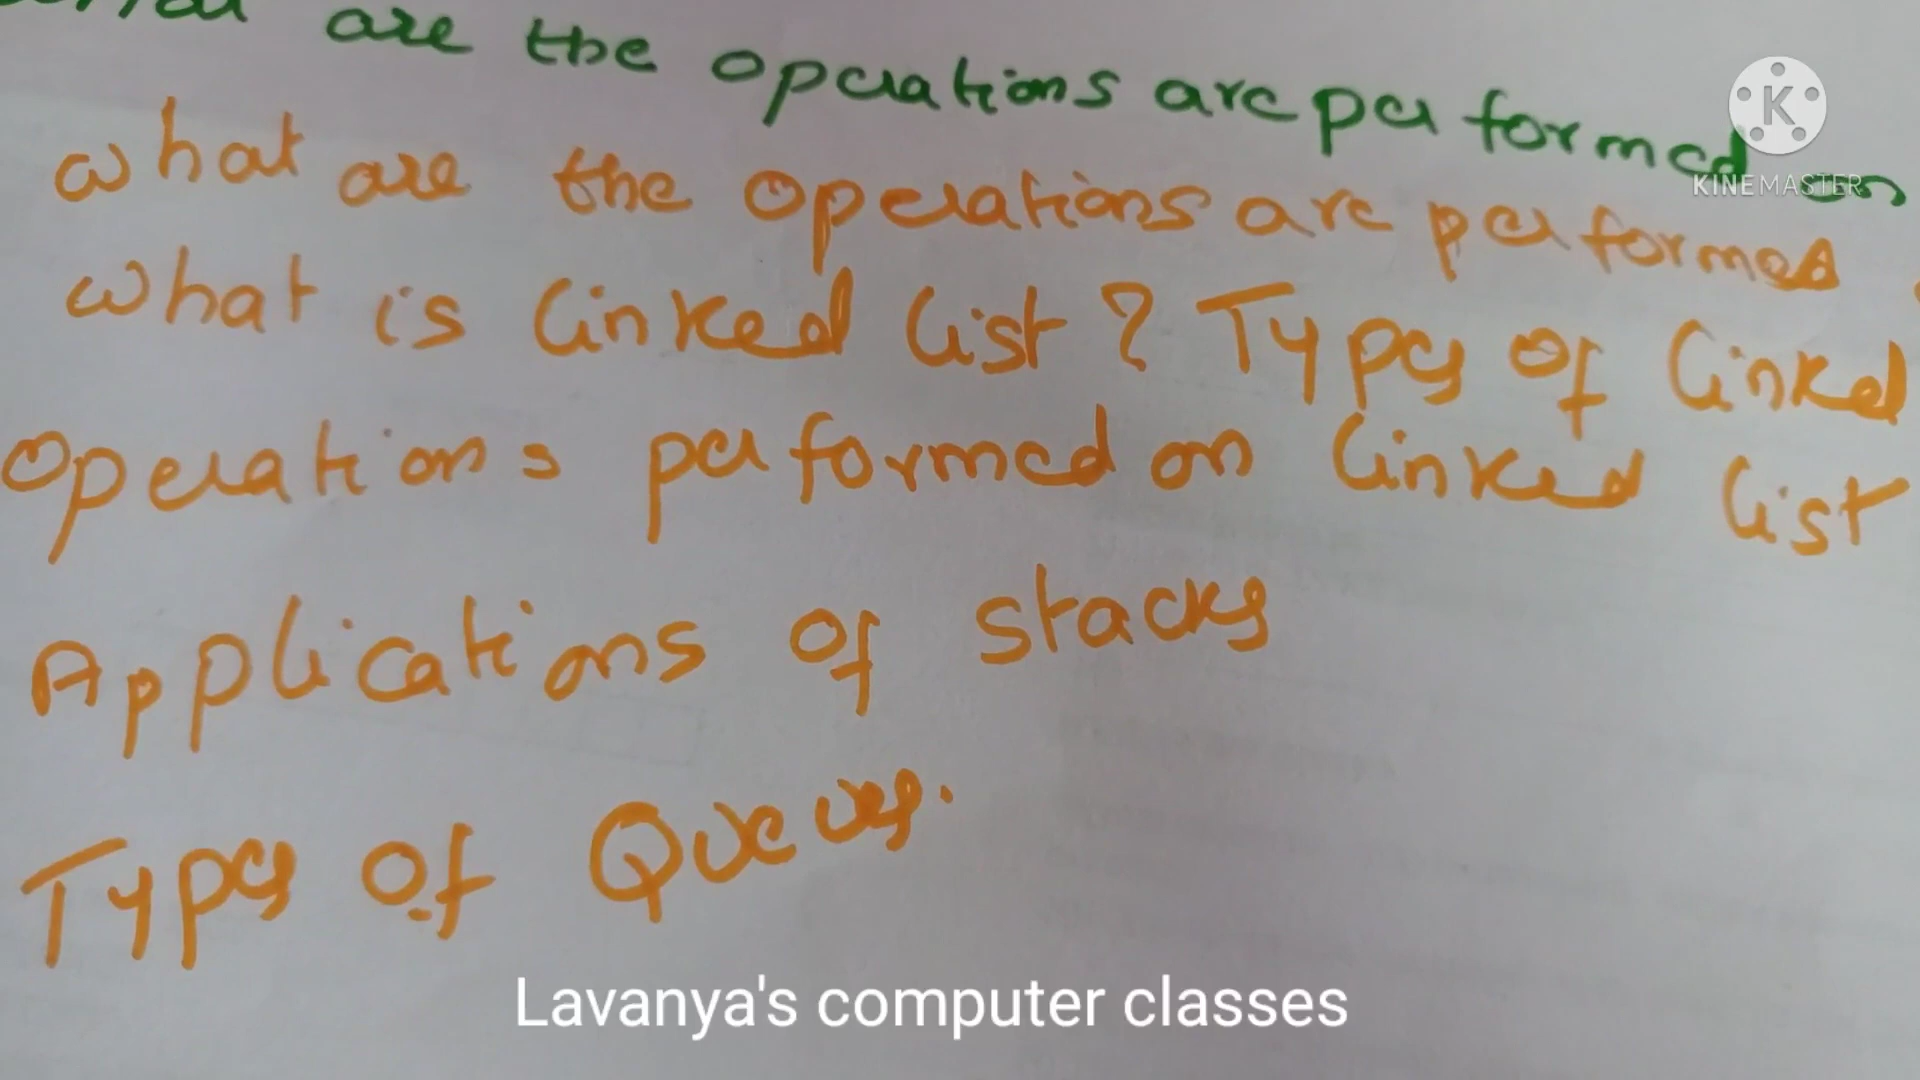 are the operations are performed on
what are the operations are performed
what is linked list? Types of linked
operations performed on linked list
Applications of stacks
Types of Queues.
K
KINEMASTER
Lavanya's computer classes